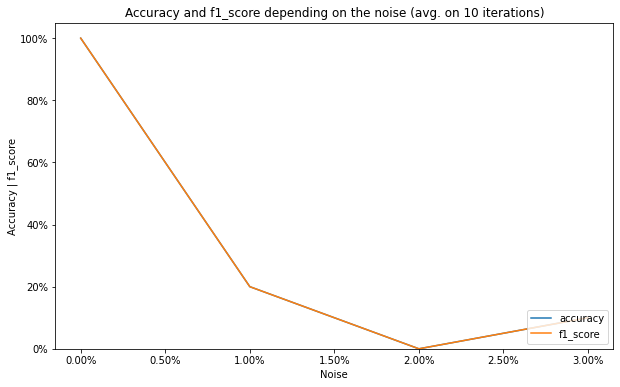 Accuracy and f1_score depending on the noise (avg. on 10 iterations)
100%
80%
60%
40%
20%
0%
Accuracy | f1_score
accuracy
f1_score
0.00%
0.50%
1.00%
1.50%
2.00%
2.50%
3.00%
Noise